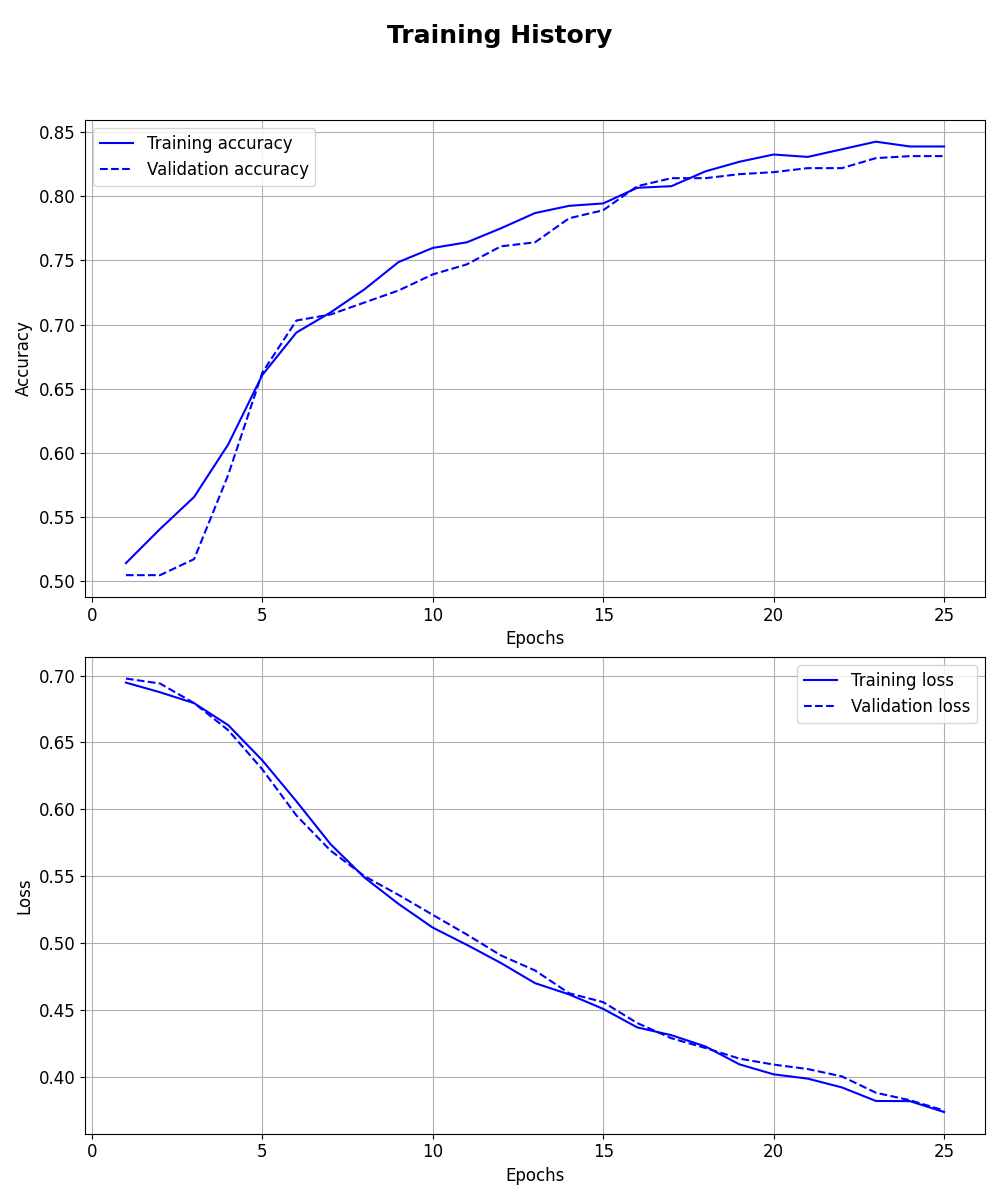 Training History
Training accuracy
Validation accuracy
0.85
0.80
0.75
0.70
0.65
0.60
0.55
0.50
Accuracy
0 5 10 15 20 25
Epochs
Training loss
Validation loss
0.70
0.65
0.60
0.55
0.50
0.45
0.40
Loss
0 5 10 15 20 25
Epochs